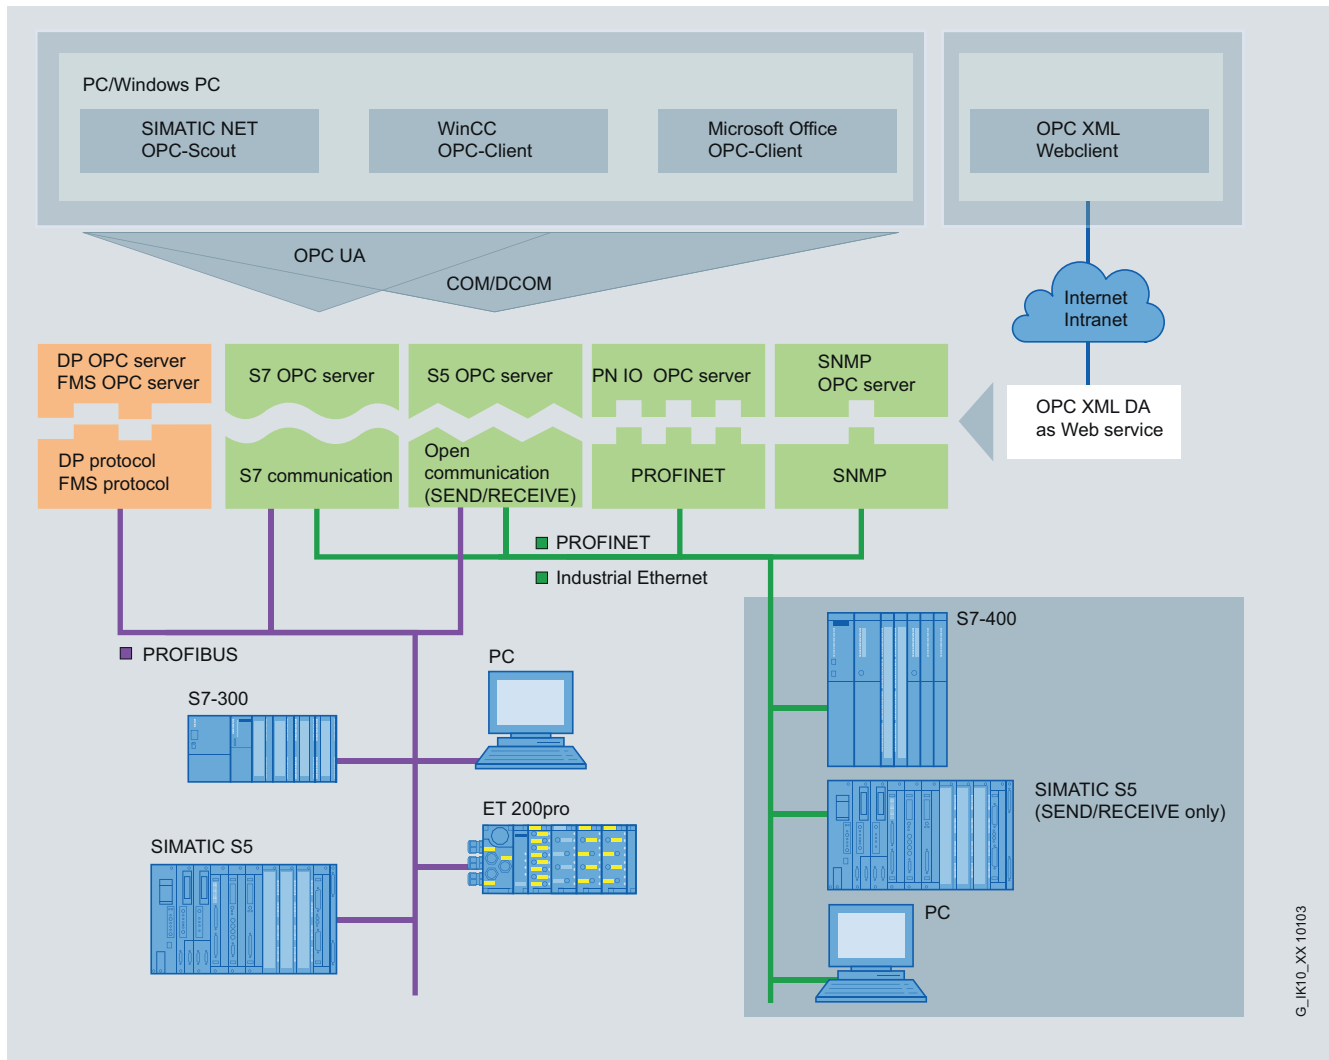 PC/Windows PC
SIMATIC NET
OPC-Scout
WinCC
OPC-Client
Microsoft Office
OPC-Client
OPC XML
Webclient
OPC UA
COM/DCOM
Internet
Intranet
DP OPC server
FMS OPC server
S7 OPC server
S5 OPC server
PN IO OPC server
SNMP
OPC server
OPC XML DA
as Web service
DP protocol
FMS protocol
S7 communication
Open
communication
(SEND/RECEIVE)
PROFINET
SNMP
PROFINET
Industrial Ethernet
PROFIBUS
S7-300
PC
ET 200pro
SIMATIC S5
S7-400
SIMATIC S5
(SEND/RECEIVE only)
PC
G_IK10_XX 10103